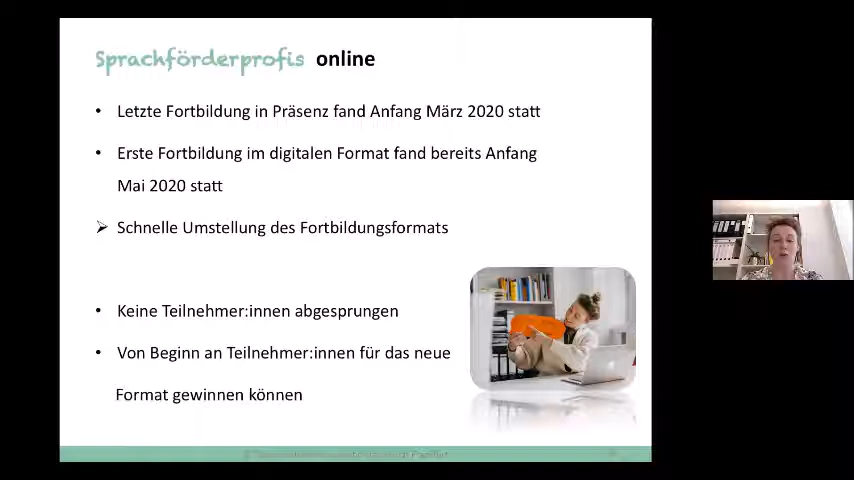 Sprachförderprofis online
• Letzte Fortbildung in Präsenz fand Anfang März 2020 statt
• Erste Fortbildung im digitalen Format fand bereits Anfang
Mai 2020 statt
➢ Schnelle Umstellung des Fortbildungsformats
• Keine Teilnehmer:innen abgesprungen
• Von Beginn an Teilnehmer:innen für das neue
Format gewinnen können